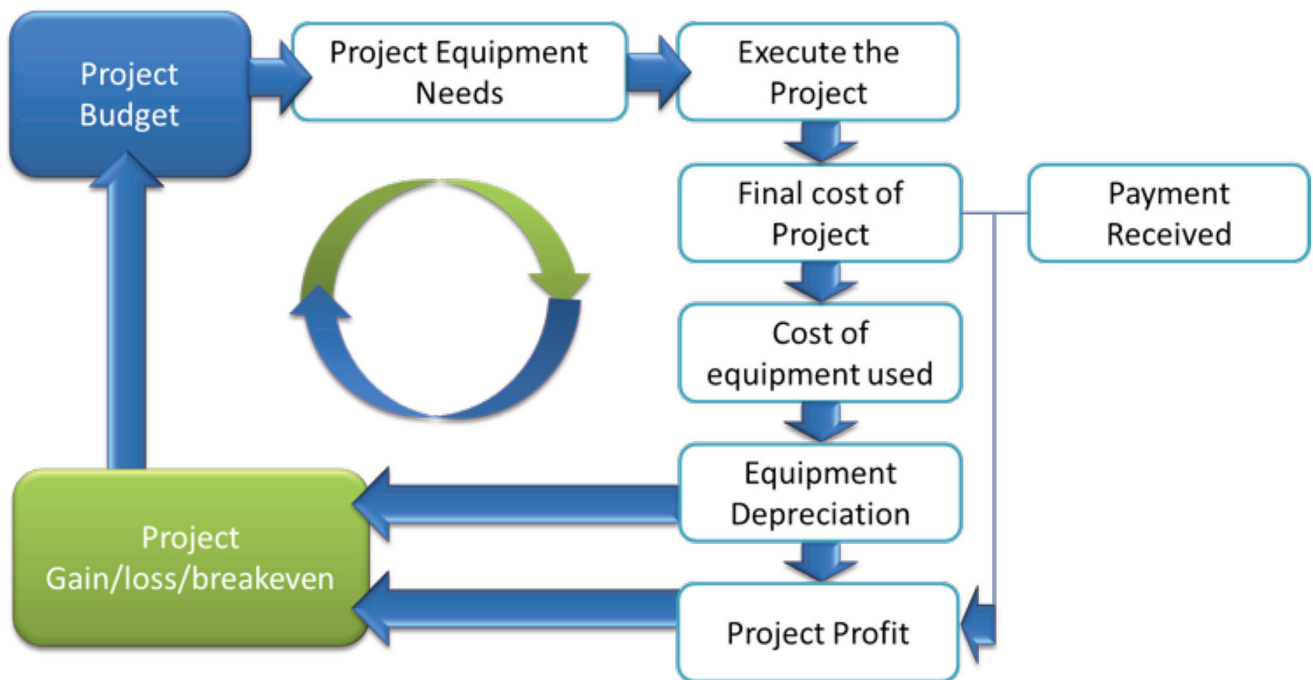 Project
Budget
Project Equipment
Needs
Execute the
Project
Final cost of
Project
Payment
Received
Cost of
equipment used
Equipment
Depreciation
Project
Gain/loss/breakeven
Project Profit